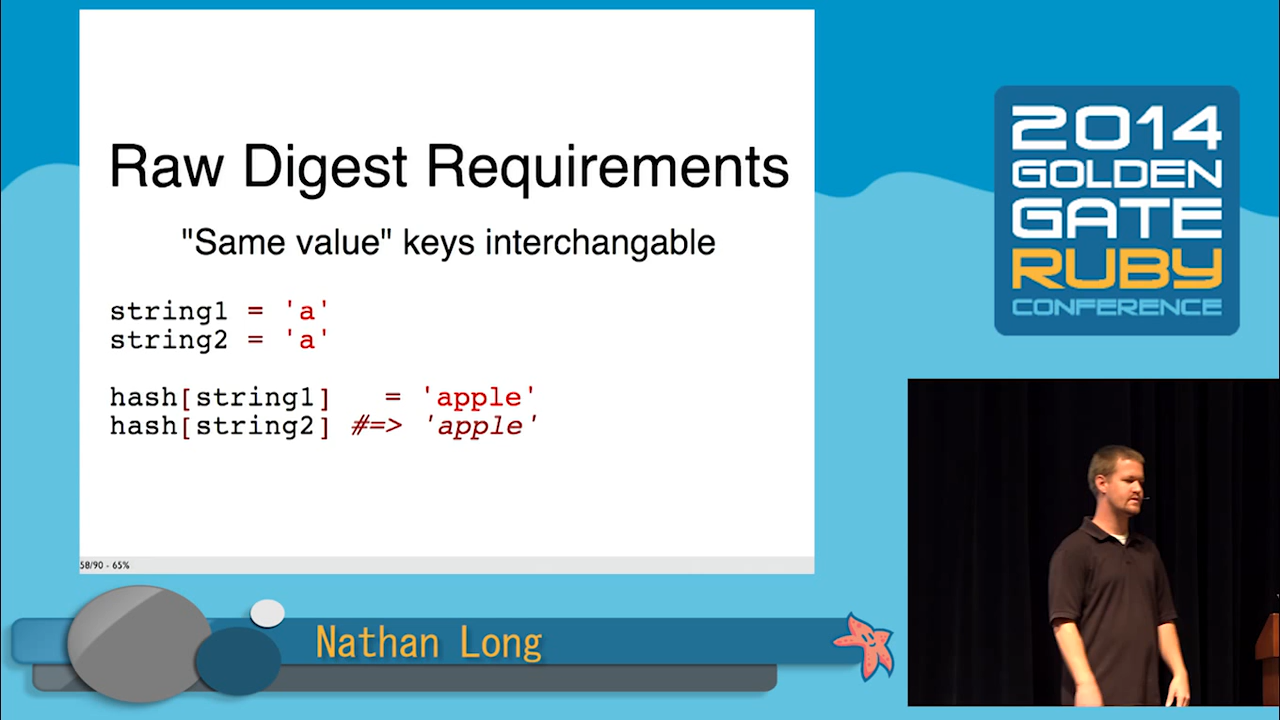 Raw Digest Requirements
"Same value" keys interchangable
string1 = 'a'
string2 = 'a'
hash[string1]   = 'apple'
hash[string2] #=> 'apple'
58/90 - 65%
Nathan Long
2014
GOLDEN
GATE
RUBY
CONFERENCE